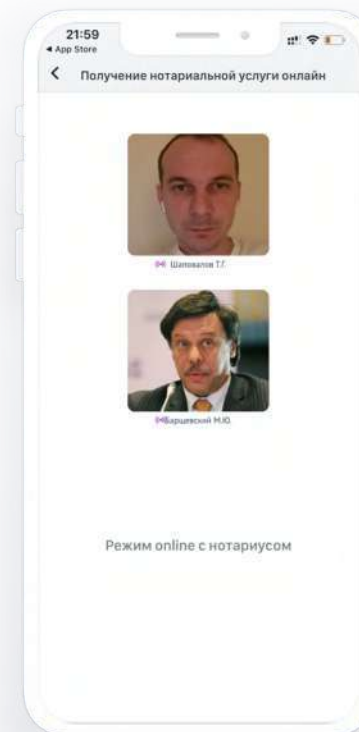 21:59
◄ App Store
Получение нотариальной услуги онлайн
Шаповалов Т.Г.
Барщевский М.Ю.
Режим online с нотариусом